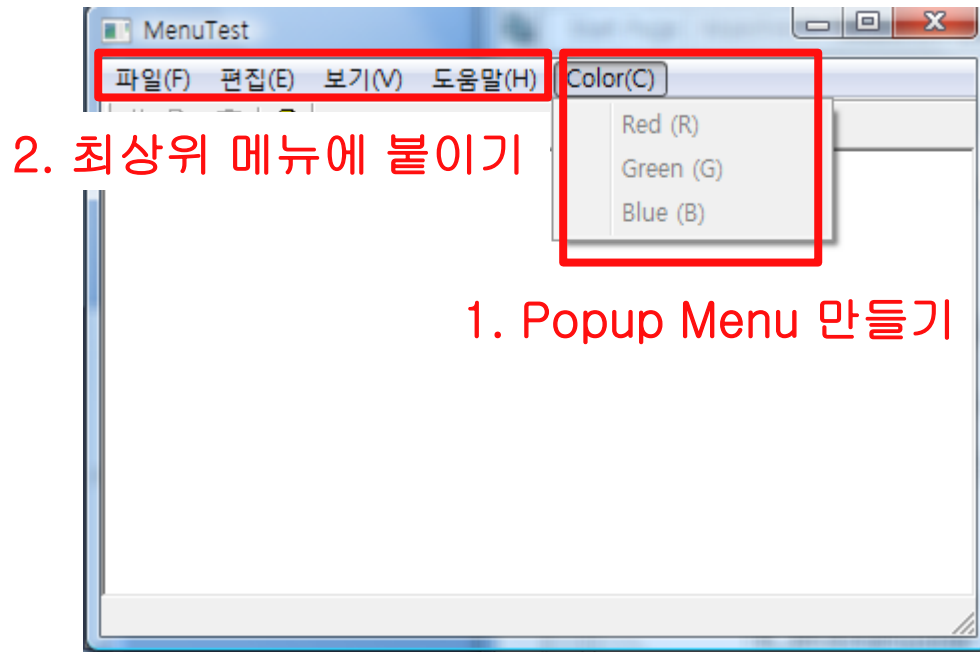 MenuTest
파일(F) 편집(E) 보기(V) 도움말(H) Color(C)
Red (R)
2. 최상위 메뉴에 붙이기
Green (G)
Blue (B)
1. Popup Menu 만들기